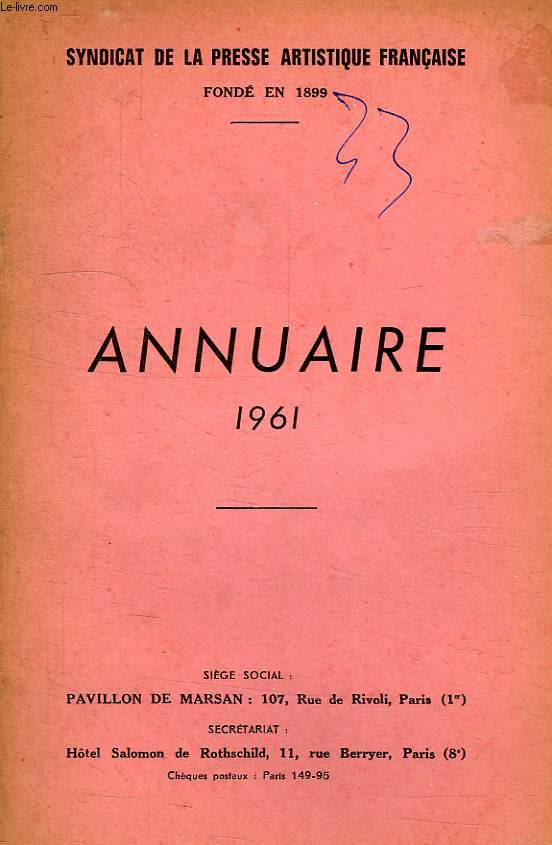 Le-livre.com
SYNDICAT DE LA PRESSE ARTISTIQUE FRANÇAISE
FONDÉ EN 1899
ANNUAIRE
1961
SIÈGE SOCIAL :
PAVILLON DE MARSAN : 107, Rue de Rivoli, Paris (1er)
SECRÉTARIAT :
Hôtel Salomon de Rothschild, 11, rue Berryer, Paris (8e)
Chèques postaux : Paris 149-95